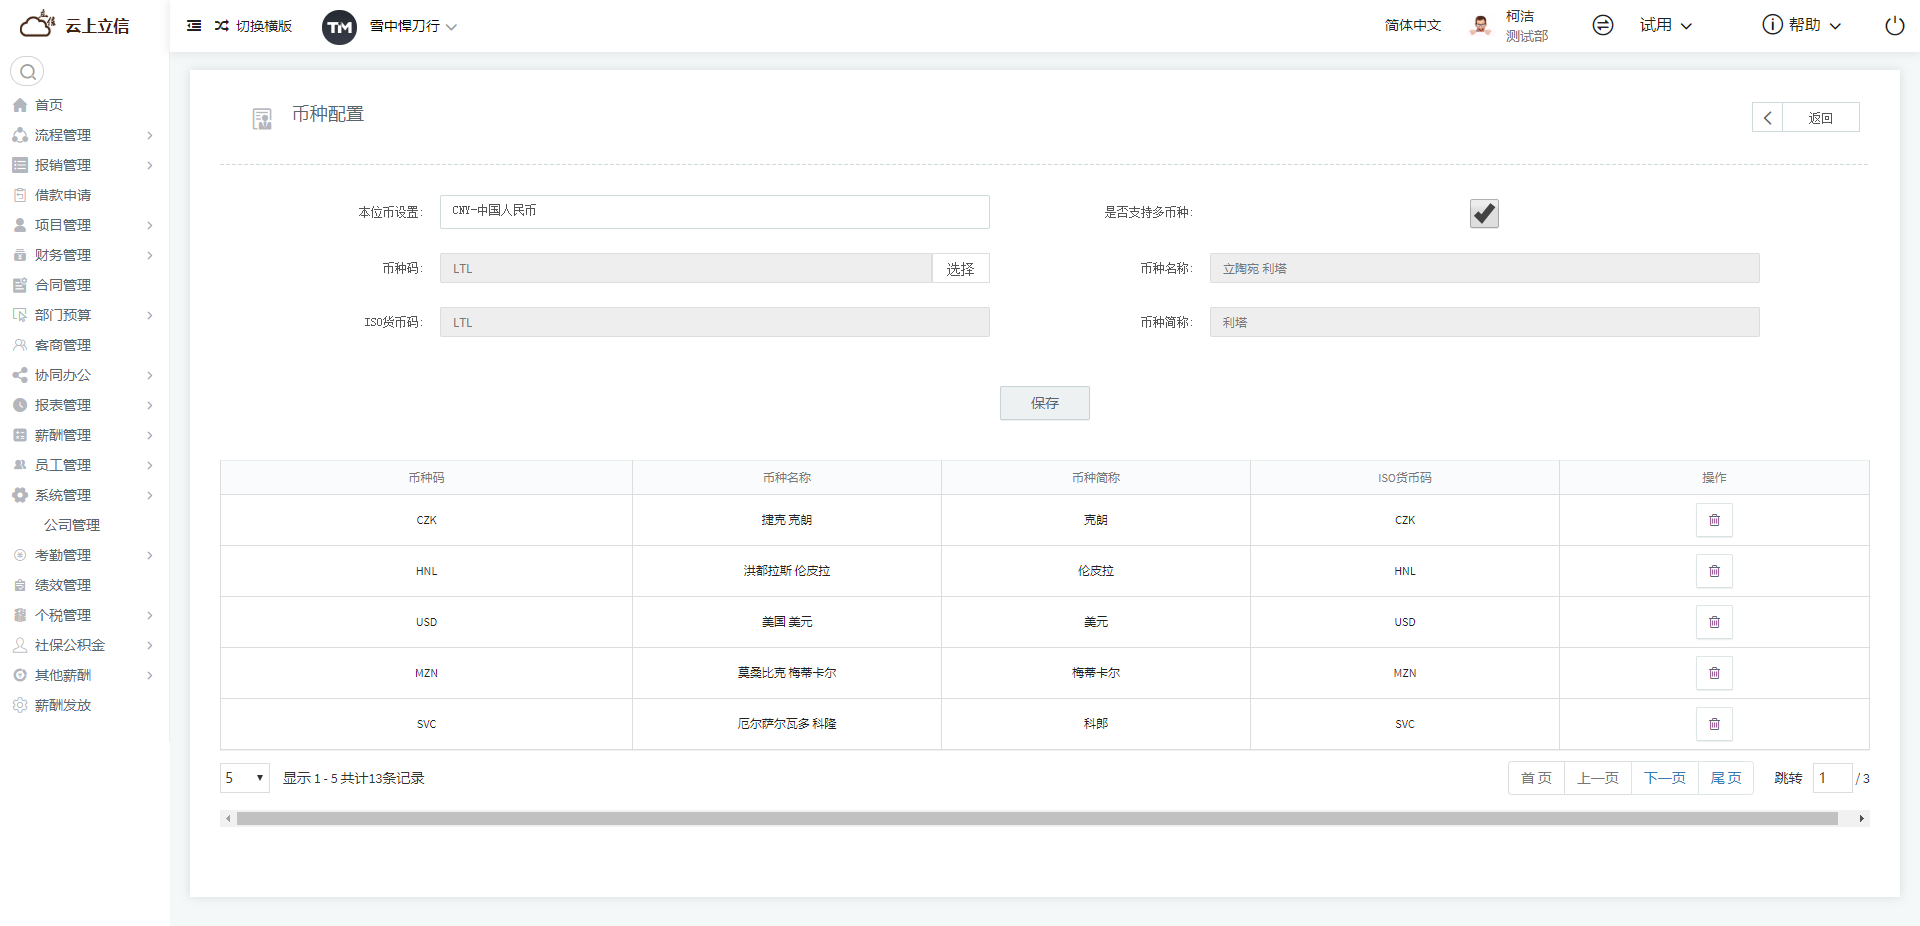 云上立信
切换横版
TM
雪中悍刀行
简体中文
柯洁
测试部
试用
帮助
首页
流程管理
报销管理
借款申请
项目管理
财务管理
合同管理
部门预算
客商管理
协同办公
报表管理
薪酬管理
员工管理
系统管理
公司管理
考勤管理
绩效管理
个税管理
社保公积金
其他薪酬
薪酬发放
币种配置
返回
本位币设置: CNY-中国人民币 是否支持多币种:
币种码: LTL 选择 币种名称: 立陶宛 利塔
ISO货币码: LTL 币种简称: 利塔
保存
币种码 币种名称 币种简称 ISO货币码 操作
CZK 捷克 克朗 克朗 CZK
HNL 洪都拉斯 伦皮拉 伦皮拉 HNL
USD 美国 美元 美元 USD
MZN 莫桑比克 梅蒂卡尔 梅蒂卡尔 MZN
SVC 厄尔萨尔瓦多 科隆 科郎 SVC
5 显示 1 - 5 共计13条记录 首 页 上一页 下一页 尾 页 跳转 1 / 3